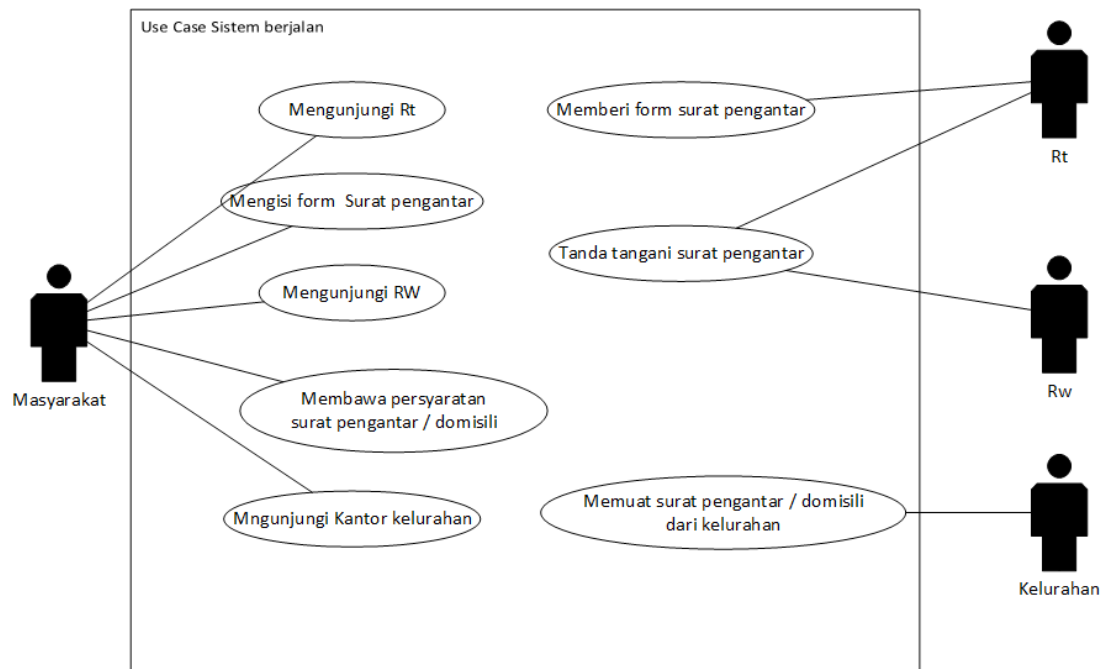 Use Case Sistem berjalan
Mengunjungi Rt
Memberi form surat pengantar
Rt
Mengisi form  Surat pengantar
Tanda tangani surat pengantar
Mengunjungi RW
Masyarakat
Rw
Membawa persyaratan
surat pengantar / domisili
Mngunjungi Kantor kelurahan
Memuat surat pengantar / domisili
dari kelurahan
Kelurahan